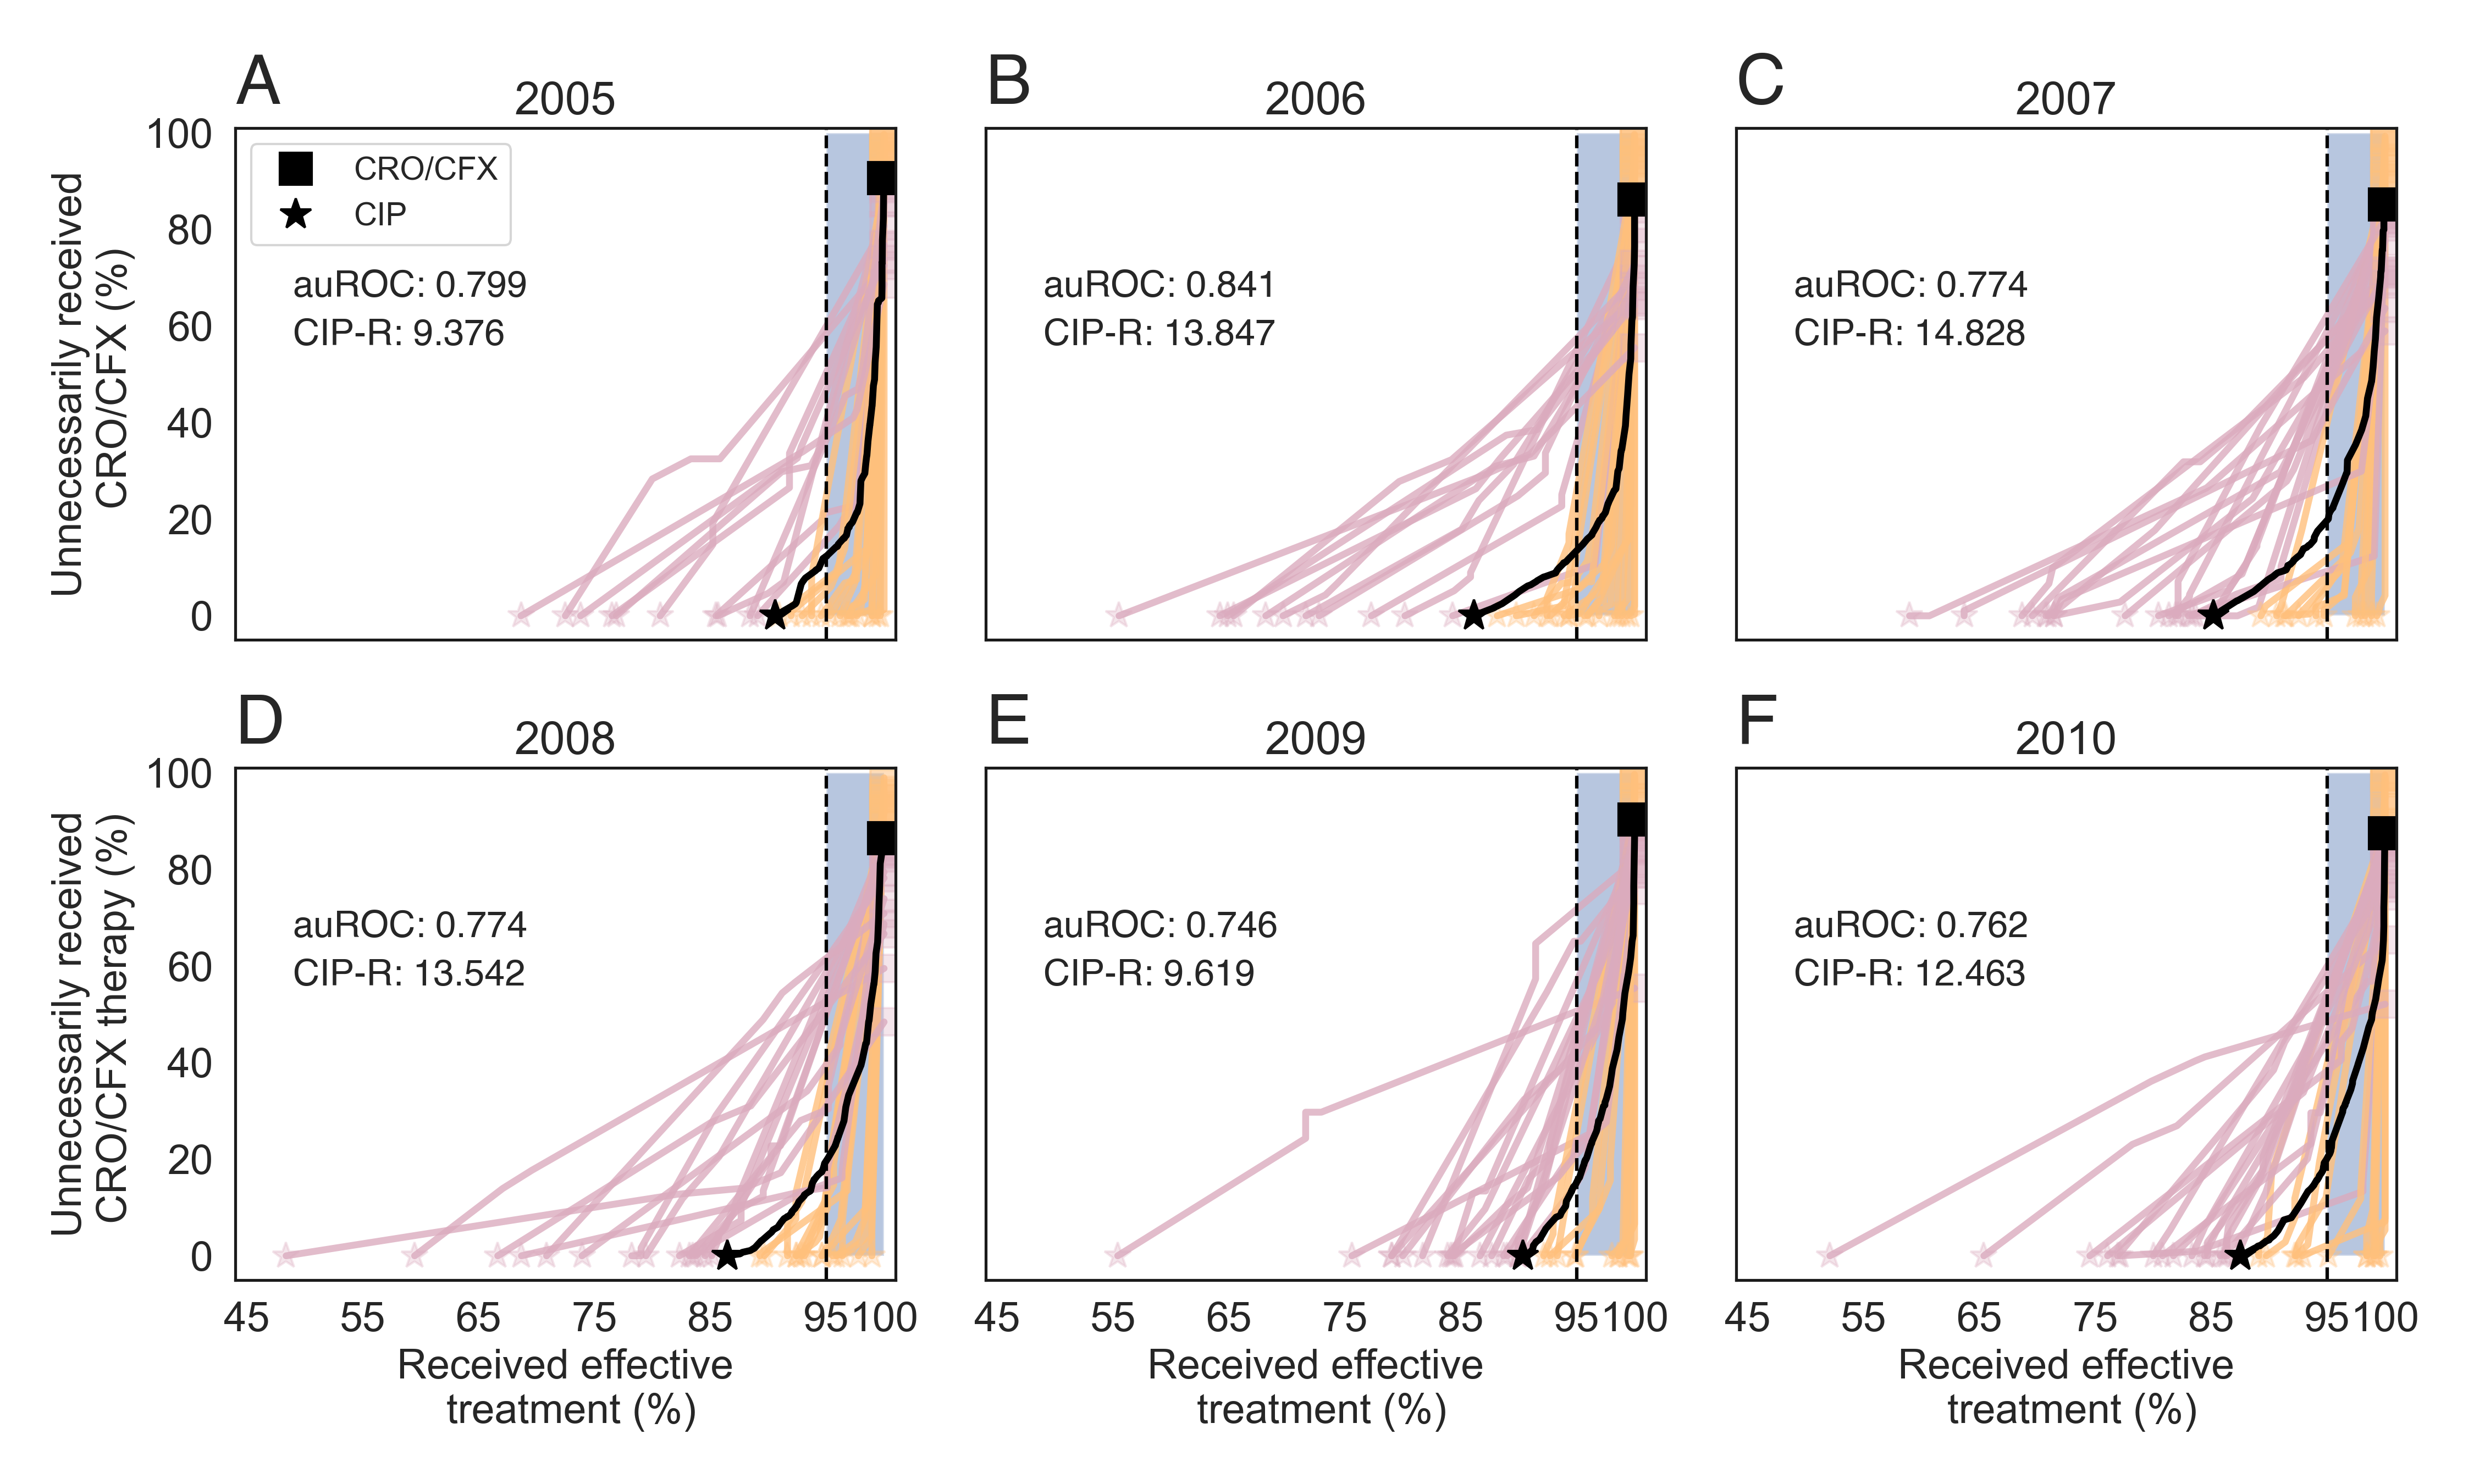 A
2005
B
2006
C
2007
Unnecessarily received
CRO/CFX (%)
100
80
60
40
20
0
CRO/CFX
CIP
auROC: 0.799
CIP-R: 9.376
auROC: 0.841
CIP-R: 13.847
auROC: 0.774
CIP-R: 14.828
D
2008
E
2009
F
2010
Unnecessarily received
CRO/CFX therapy (%)
100
80
60
40
20
0
auROC: 0.774
CIP-R: 13.542
auROC: 0.746
CIP-R: 9.619
auROC: 0.762
CIP-R: 12.463
45 55 65 75 85 95 100
45 55 65 75 85 95 100
45 55 65 75 85 95 100
Received effective
treatment (%)
Received effective
treatment (%)
Received effective
treatment (%)